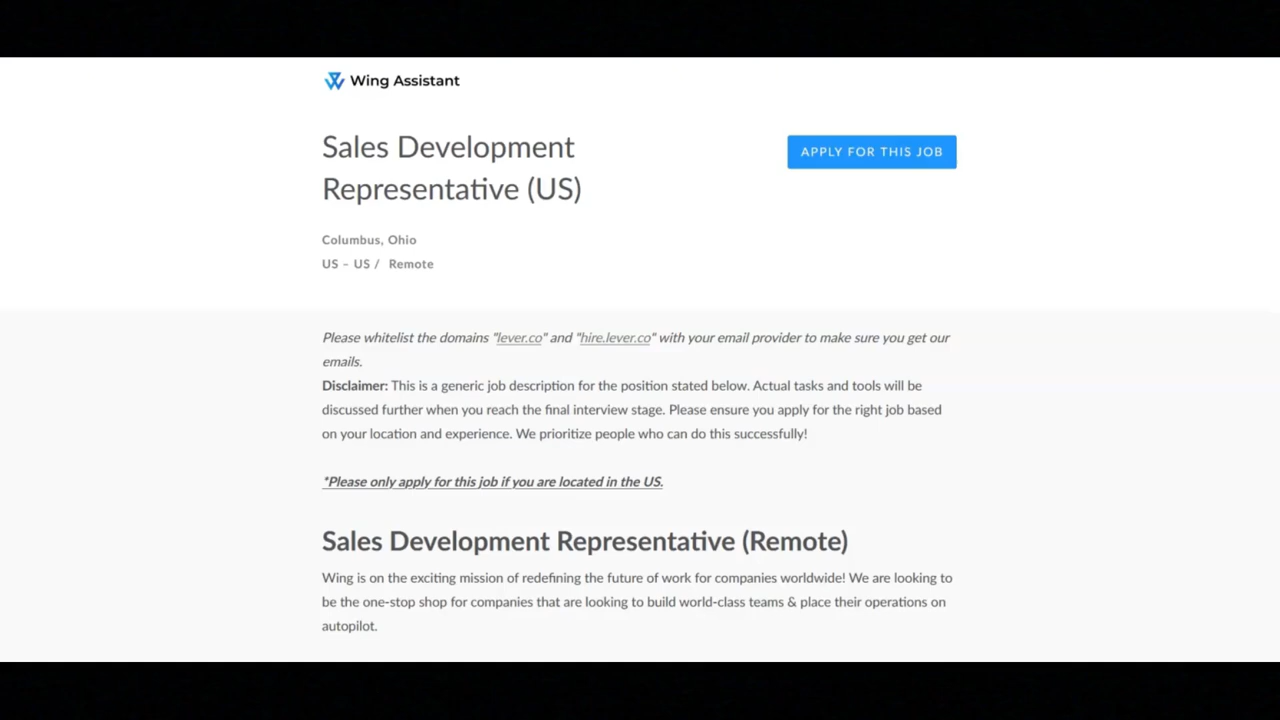 Wing Assistant
Sales Development
Representative (US)
APPLY FOR THIS JOB
Columbus, Ohio
US – US / Remote
Please whitelist the domains "lever.co" and "hire.lever.co" with your email provider to make sure you get our
emails.
Disclaimer: This is a generic job description for the position stated below. Actual tasks and tools will be
discussed further when you reach the final interview stage. Please ensure you apply for the right job based
on your location and experience. We prioritize people who can do this successfully!
*Please only apply for this job if you are located in the US.
Sales Development Representative (Remote)
Wing is on the exciting mission of redefining the future of work for companies worldwide! We are looking to
be the one-stop shop for companies that are looking to build world-class teams & place their operations on
autopilot.